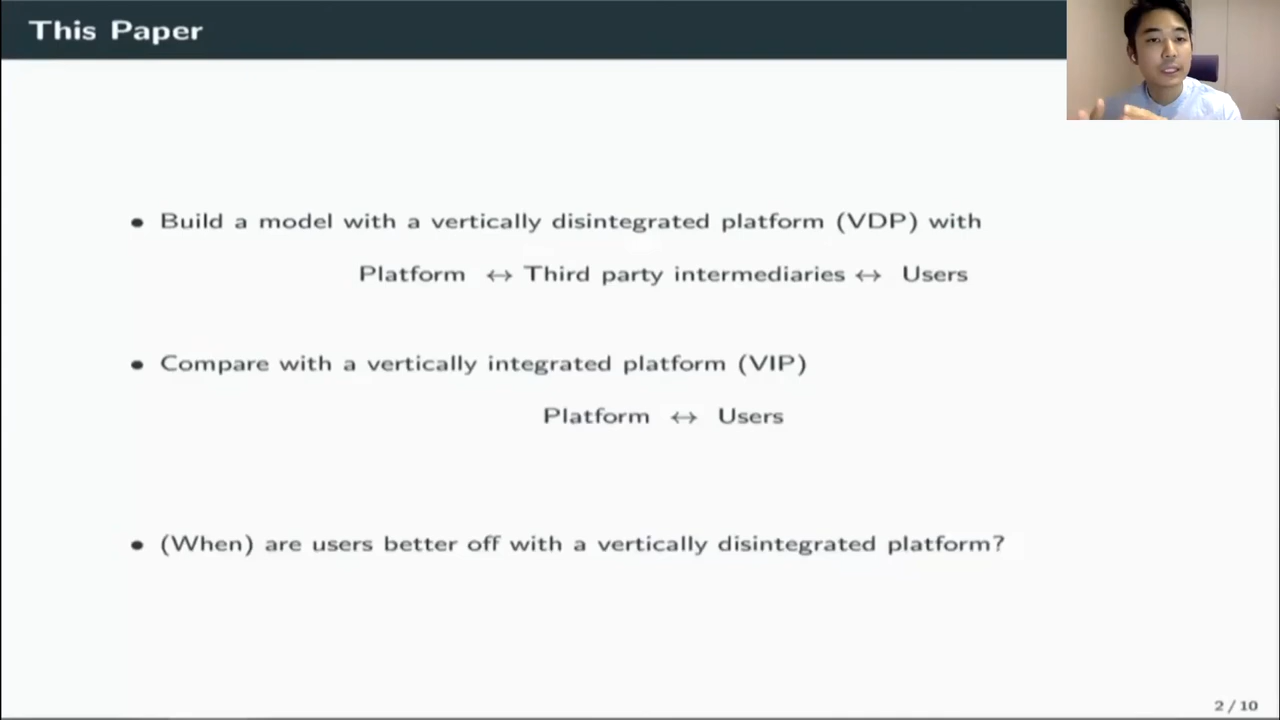 This Paper
• Build a model with a vertically disintegrated platform (VDP) with
Platform ↔ Third party intermediaries ↔ Users
• Compare with a vertically integrated platform (VIP)
Platform ↔ Users
• (When) are users better off with a vertically disintegrated platform?
2 / 10